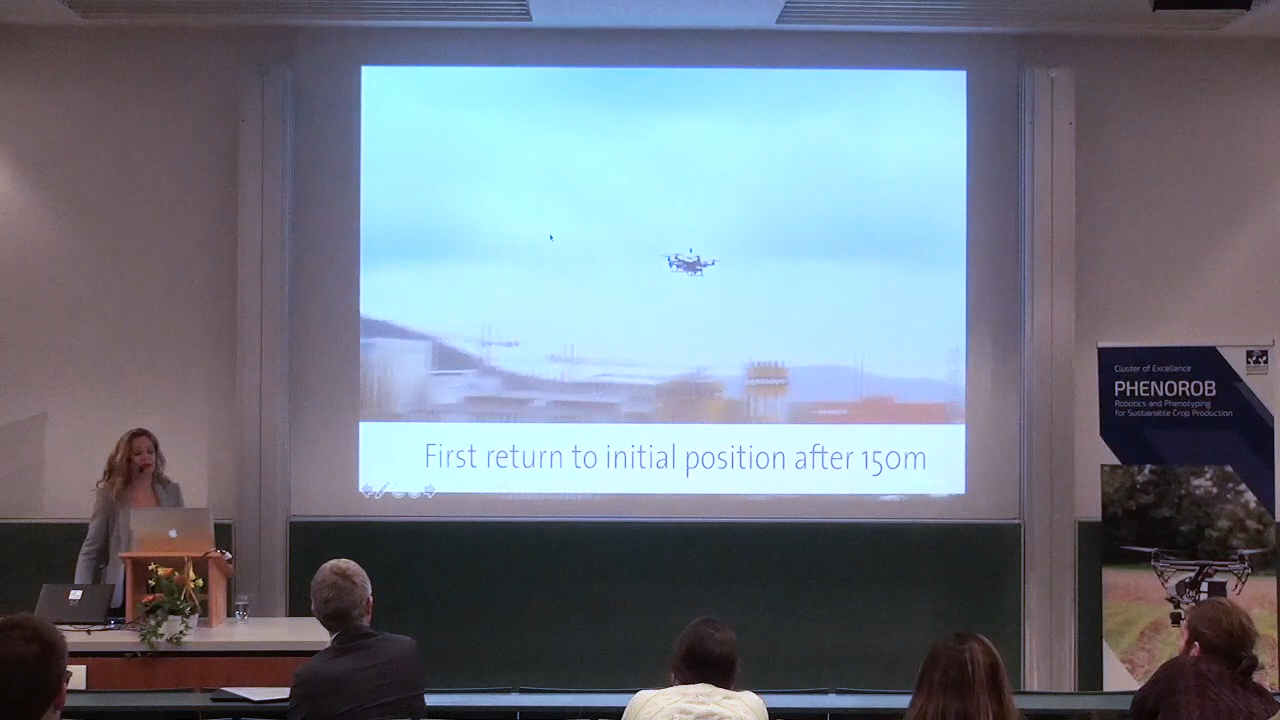 First return to initial position after 150m
Cluster of Excellence
PHENOROB
Robotics and Phenotyping
for Sustainable Crop Production